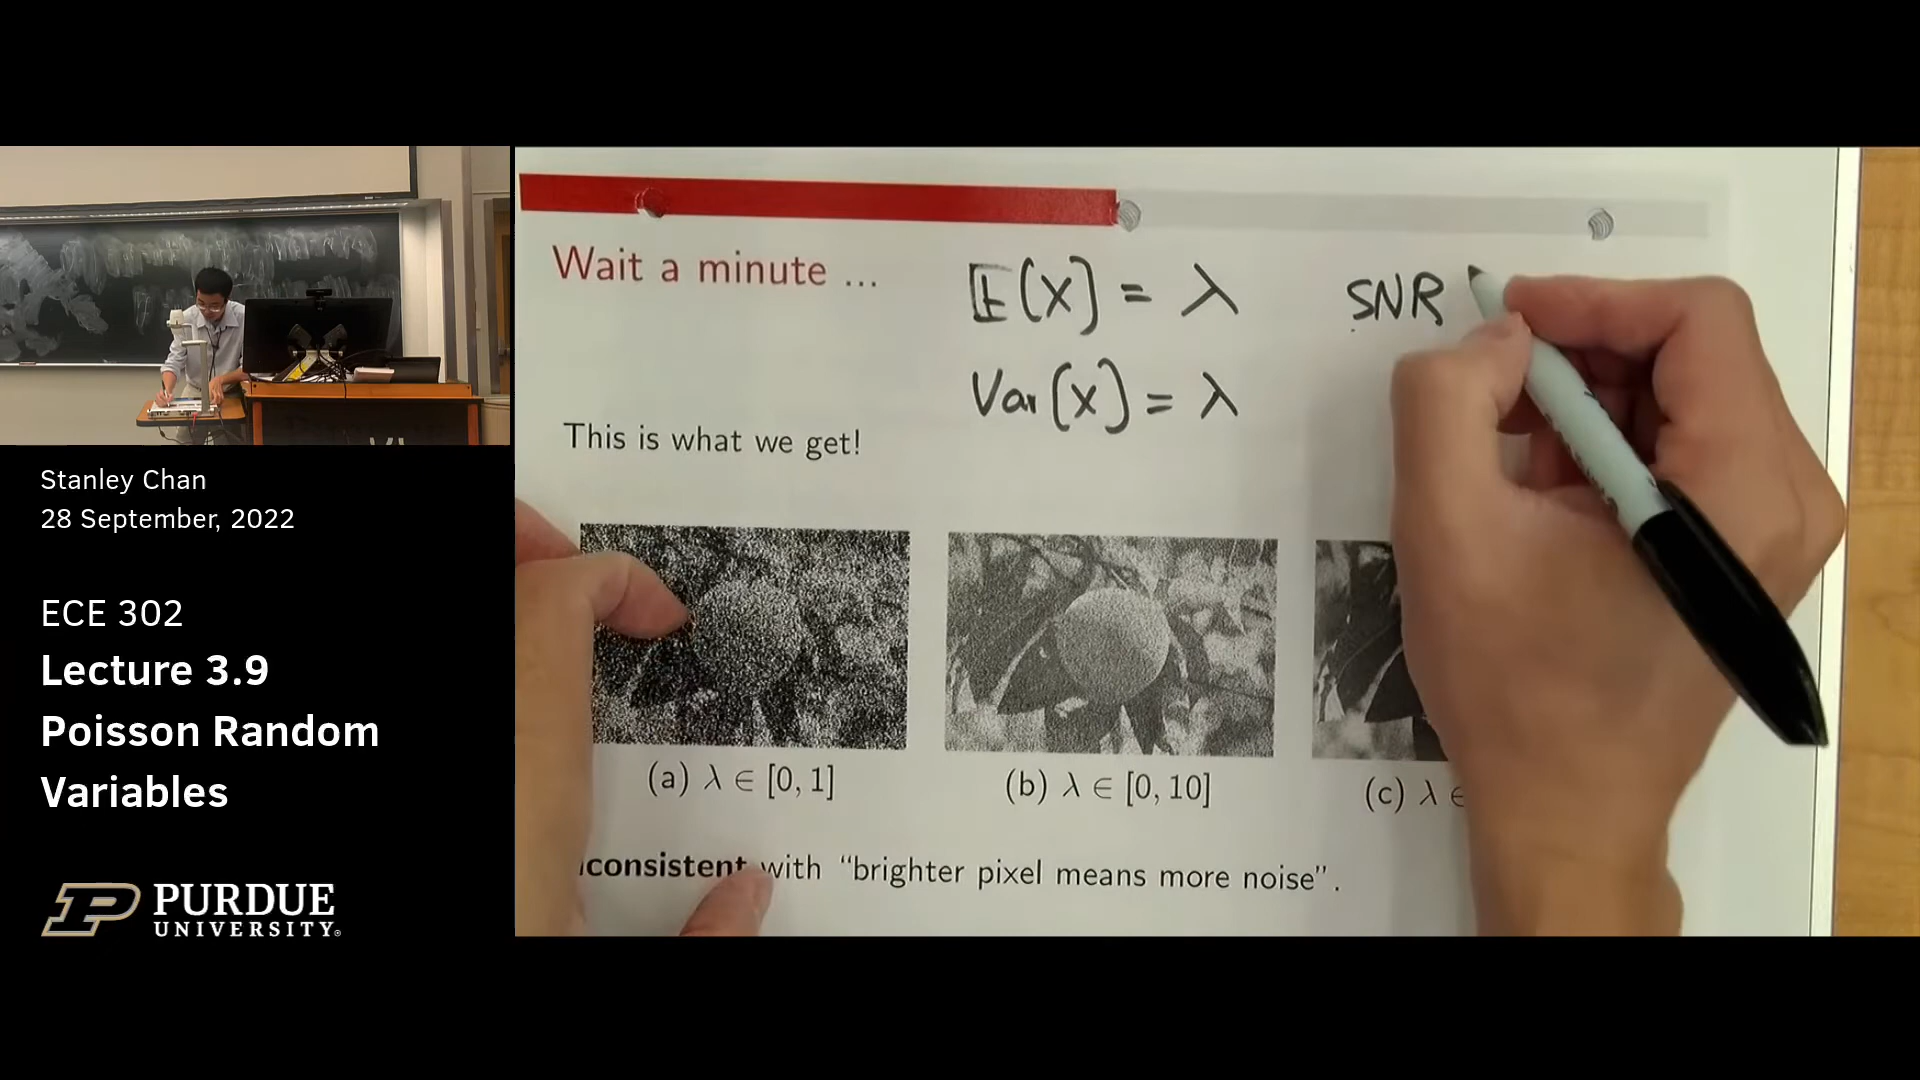 Stanley Chan
28 September, 2022
ECE 302
Lecture 3.9
Poisson Random
Variables
PURDUE
UNIVERSITY®
Wait a minute ...
𝔼(X) = λ
SNR
Var(X) = λ
This is what we get!
(a) λ ∈ [0, 1]
(b) λ ∈ [0, 10]
(c) λ ∈
consistent with “brighter pixel means more noise”.